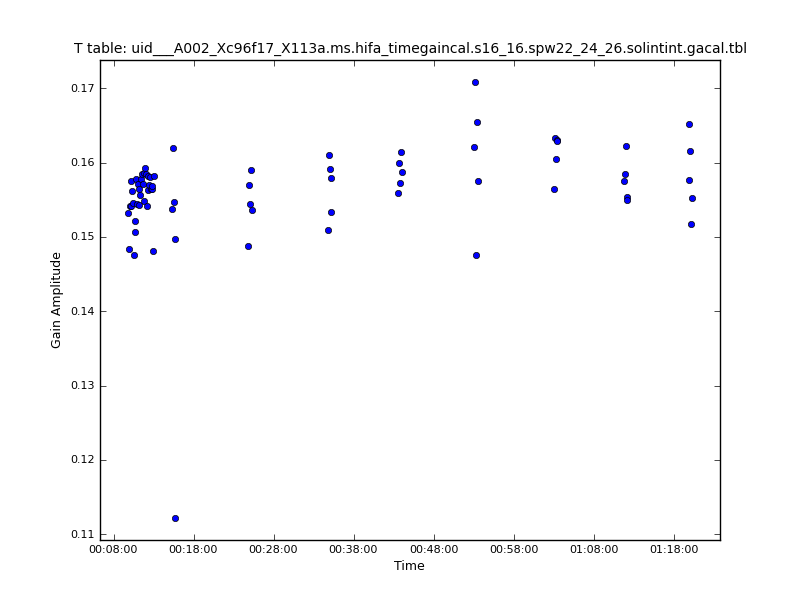 T table: uid___A002_Xc96f17_X113a.ms.hifa_timegaincal.s16_16.spw22_24_26.solintint.gacal.tbl
0.17
0.16
0.15
0.14
0.13
0.12
0.11
Gain Amplitude
00:08:00 00:18:00 00:28:00 00:38:00 00:48:00 00:58:00 01:08:00 01:18:00
Time